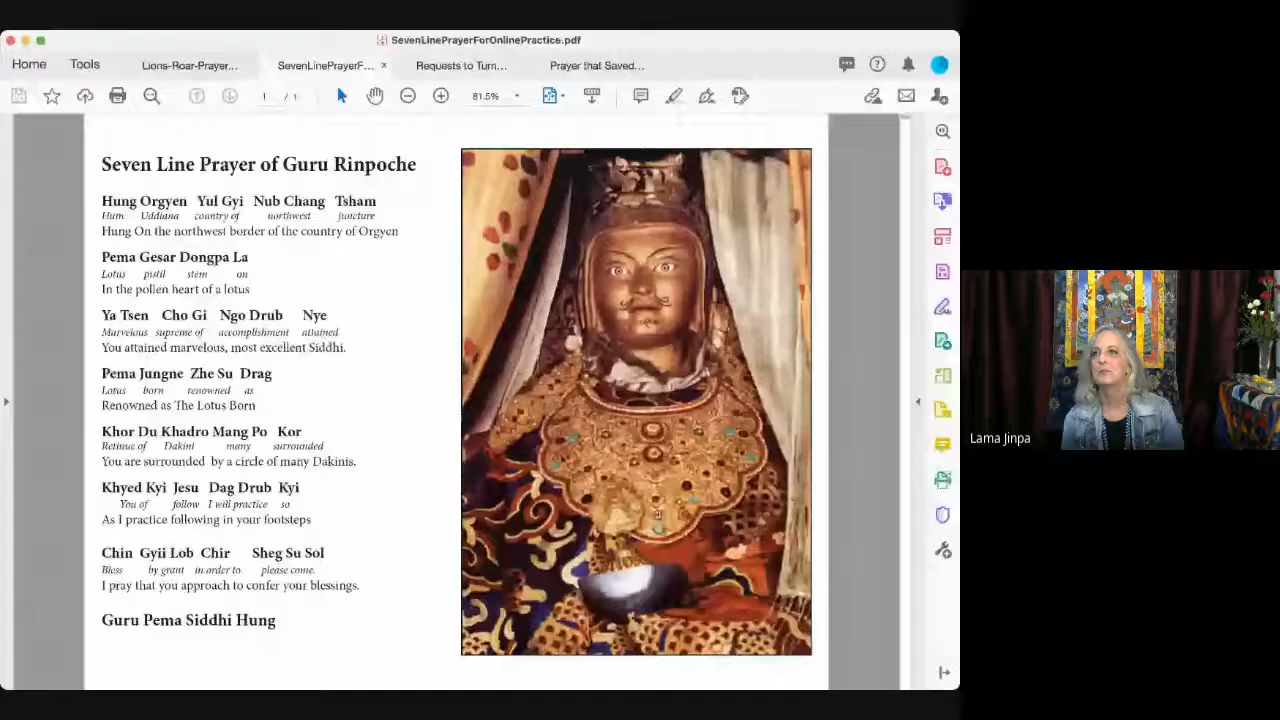 SevenLinePrayerForOnlinePractice.pdf
Home Tools Lions-Roar-Prayer... SevenLinePrayerF... × Requests to Turn... Prayer that Saved...
1 / 1 81.5%
Seven Line Prayer of Guru Rinpoche
Hung Orgyen Yul Gyi Nub Chang Tsham
Hum Uddiana country of northwest juncture
Hung On the northwest border of the country of Orgyen
Pema Gesar Dongpa La
Lotus pistil stem on
In the pollen heart of a lotus
Ya Tsen Cho Gi Ngo Drub Nye
Marvelous supreme of accomplishment attained
You attained marvelous, most excellent Siddhi.
Pema Jungne Zhe Su Drag
Lotus born renowned as
Renowned as The Lotus Born
Khor Du Khadro Mang Po Kor
Retinue of Dakini many surrounded
You are surrounded by a circle of many Dakinis.
Khyed Kyi Jesu Dag Drub Kyi
You of follow I will practice so
As I practice following in your footsteps
Chin Gyii Lob Chir Sheg Su Sol
Bless by grant in order to please come.
I pray that you approach to confer your blessings.
Guru Pema Siddhi Hung
Lama Jinpa